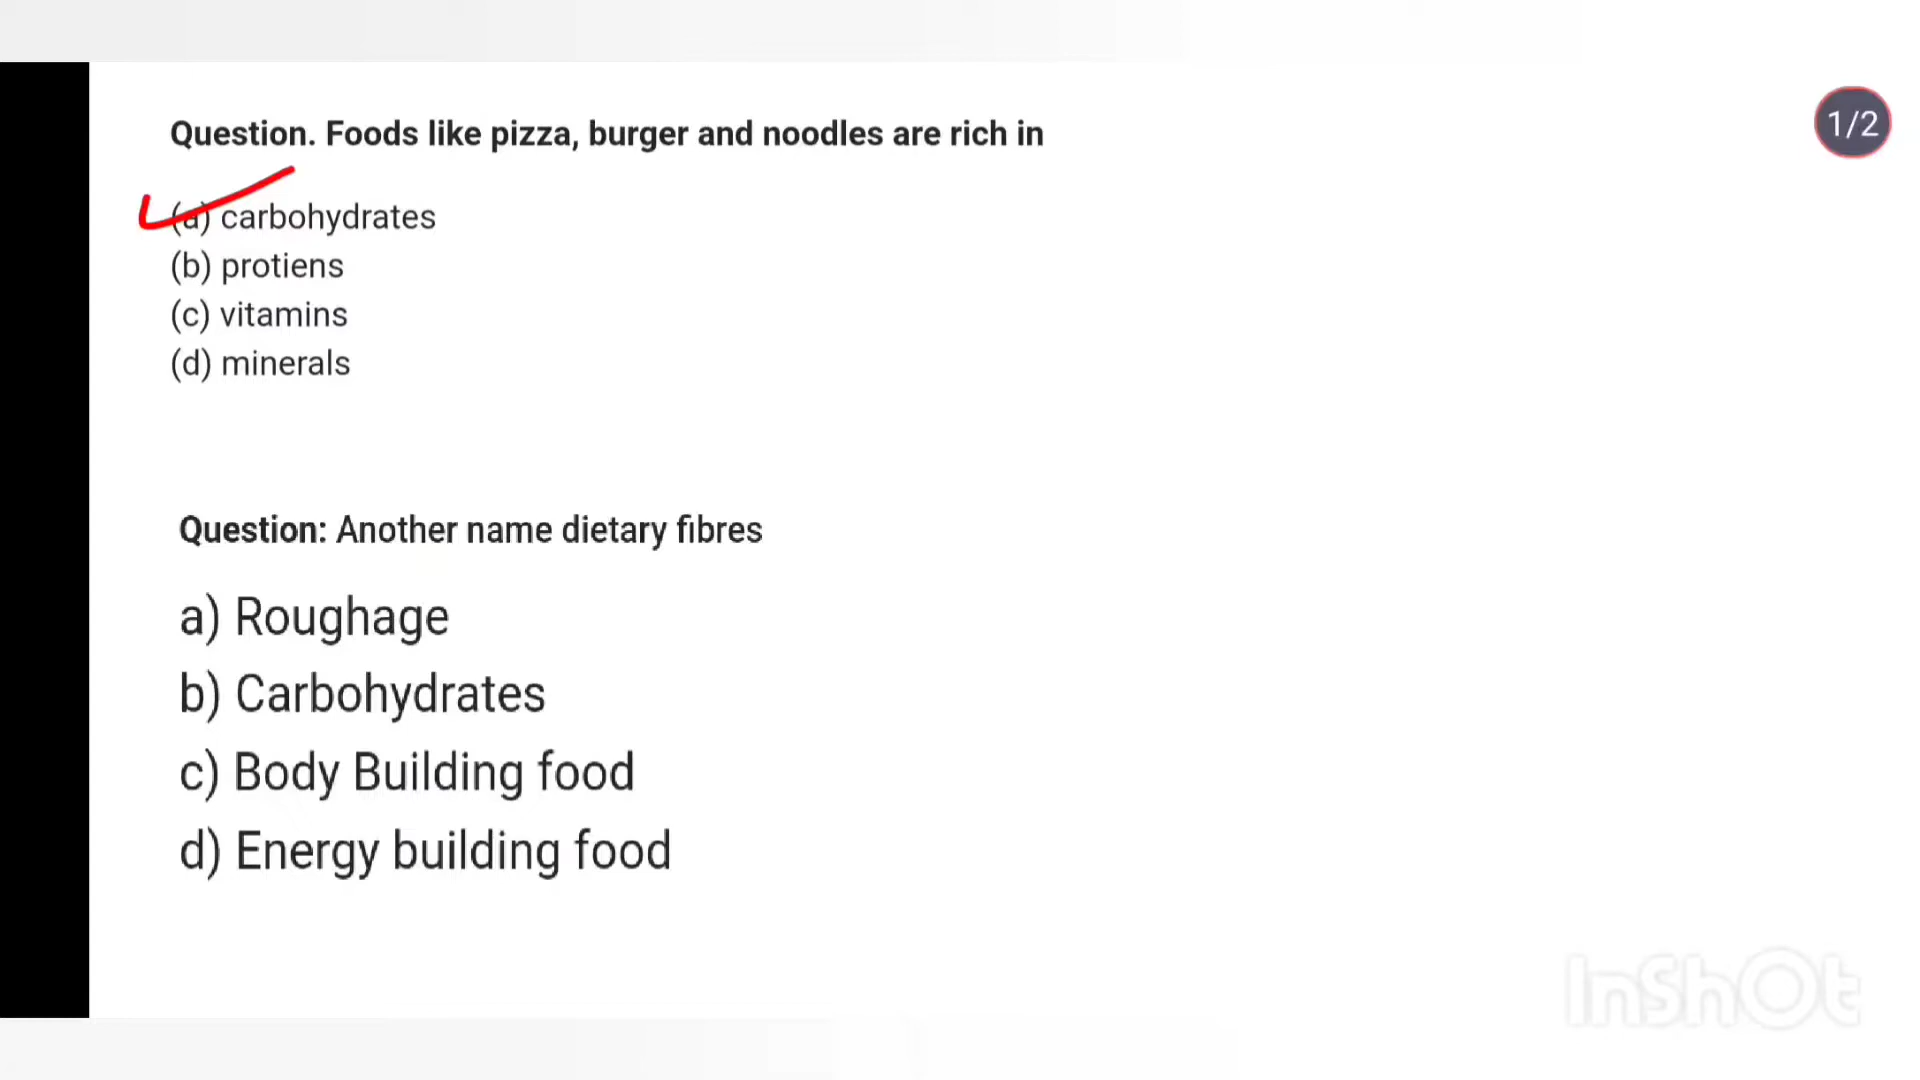 Question. Foods like pizza, burger and noodles are rich in
1/2
(a) carbohydrates
(b) protiens
(c) vitamins
(d) minerals
Question: Another name dietary fibres
a) Roughage
b) Carbohydrates
c) Body Building food
d) Energy building food
InShOt